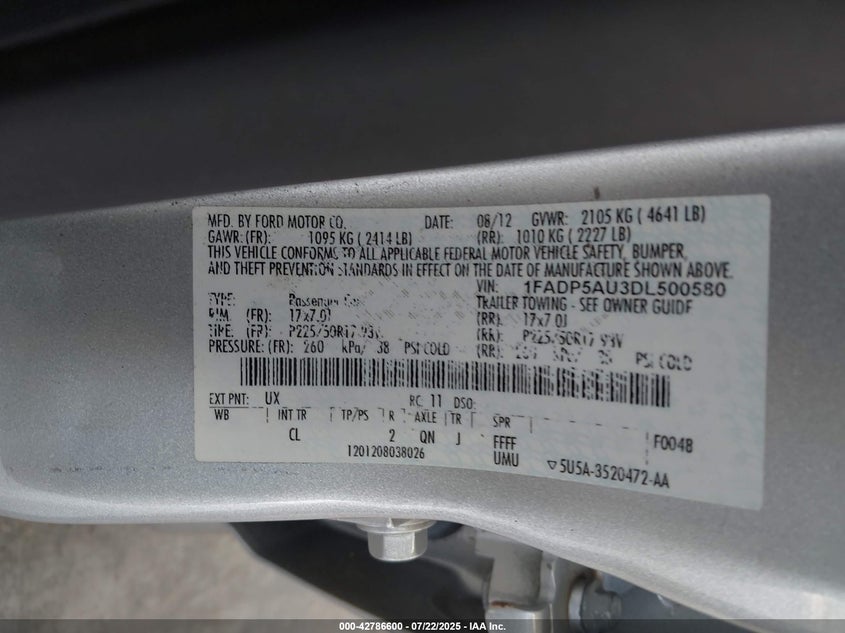 MFD. BY FORD MOTOR CO. DATE: 08/12 GVWR: 2105 KG ( 4641 LB)
GAWR: (FR): 1095 KG ( 2414 LB) (RR): 1010 KG ( 2227 LB)
THIS VEHICLE CONFORMS TO ALL APPLICABLE FEDERAL MOTOR VEHICLE SAFETY, BUMPER,
AND THEFT PREVENTION STANDARDS IN EFFECT ON THE DATE OF MANUFACTURE SHOWN ABOVE.
VIN: 1FADP5AU3DL500580
TYPE: Passenger Car TRAILER TOWING - SEE OWNER GUIDE
RIM (FR): 17x7.0J (RR): 17x7.0J
TIRE: (FR): P225/50R17 93V (RR): P225/50R17 93V
PRESSURE: (FR): 260 kPa/ 38 PSI COLD (RR): kPa/ PSI COLD
EXT PNT: UX RC: 11 DSO:
WB INT TR TP/PS R AXLE TR SPR
CL 2 QN J FFFF F0048
1201208038026 UMU 5U5A-3520472-AA
000-42786600 - 07/22/2025 - IAA Inc.